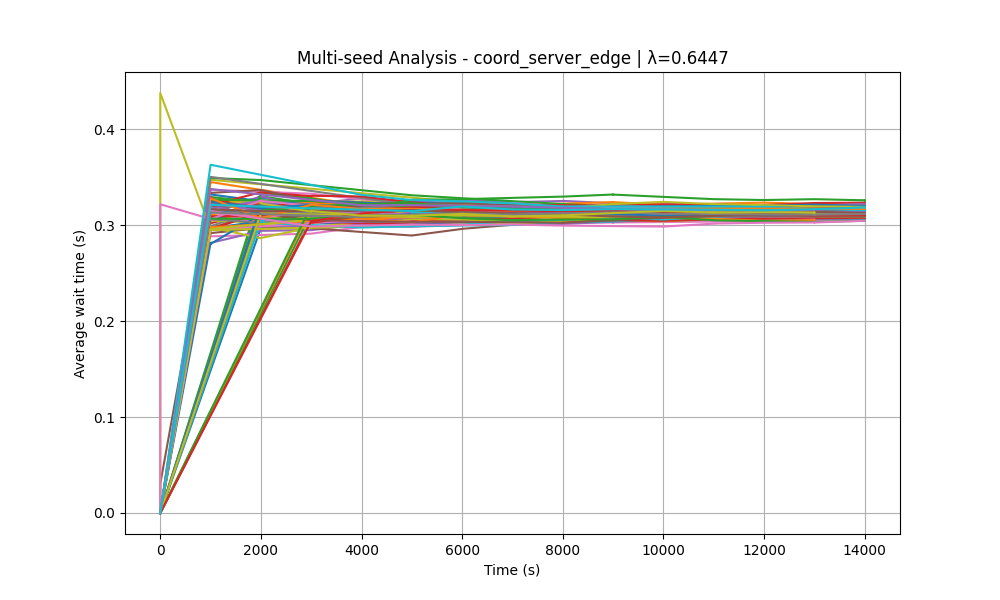 Multi-seed Analysis - coord_server_edge | λ=0.6447
Average wait time (s)
0.4
0.3
0.2
0.1
0.0
0 2000 4000 6000 8000 10000 12000 14000
Time (s)